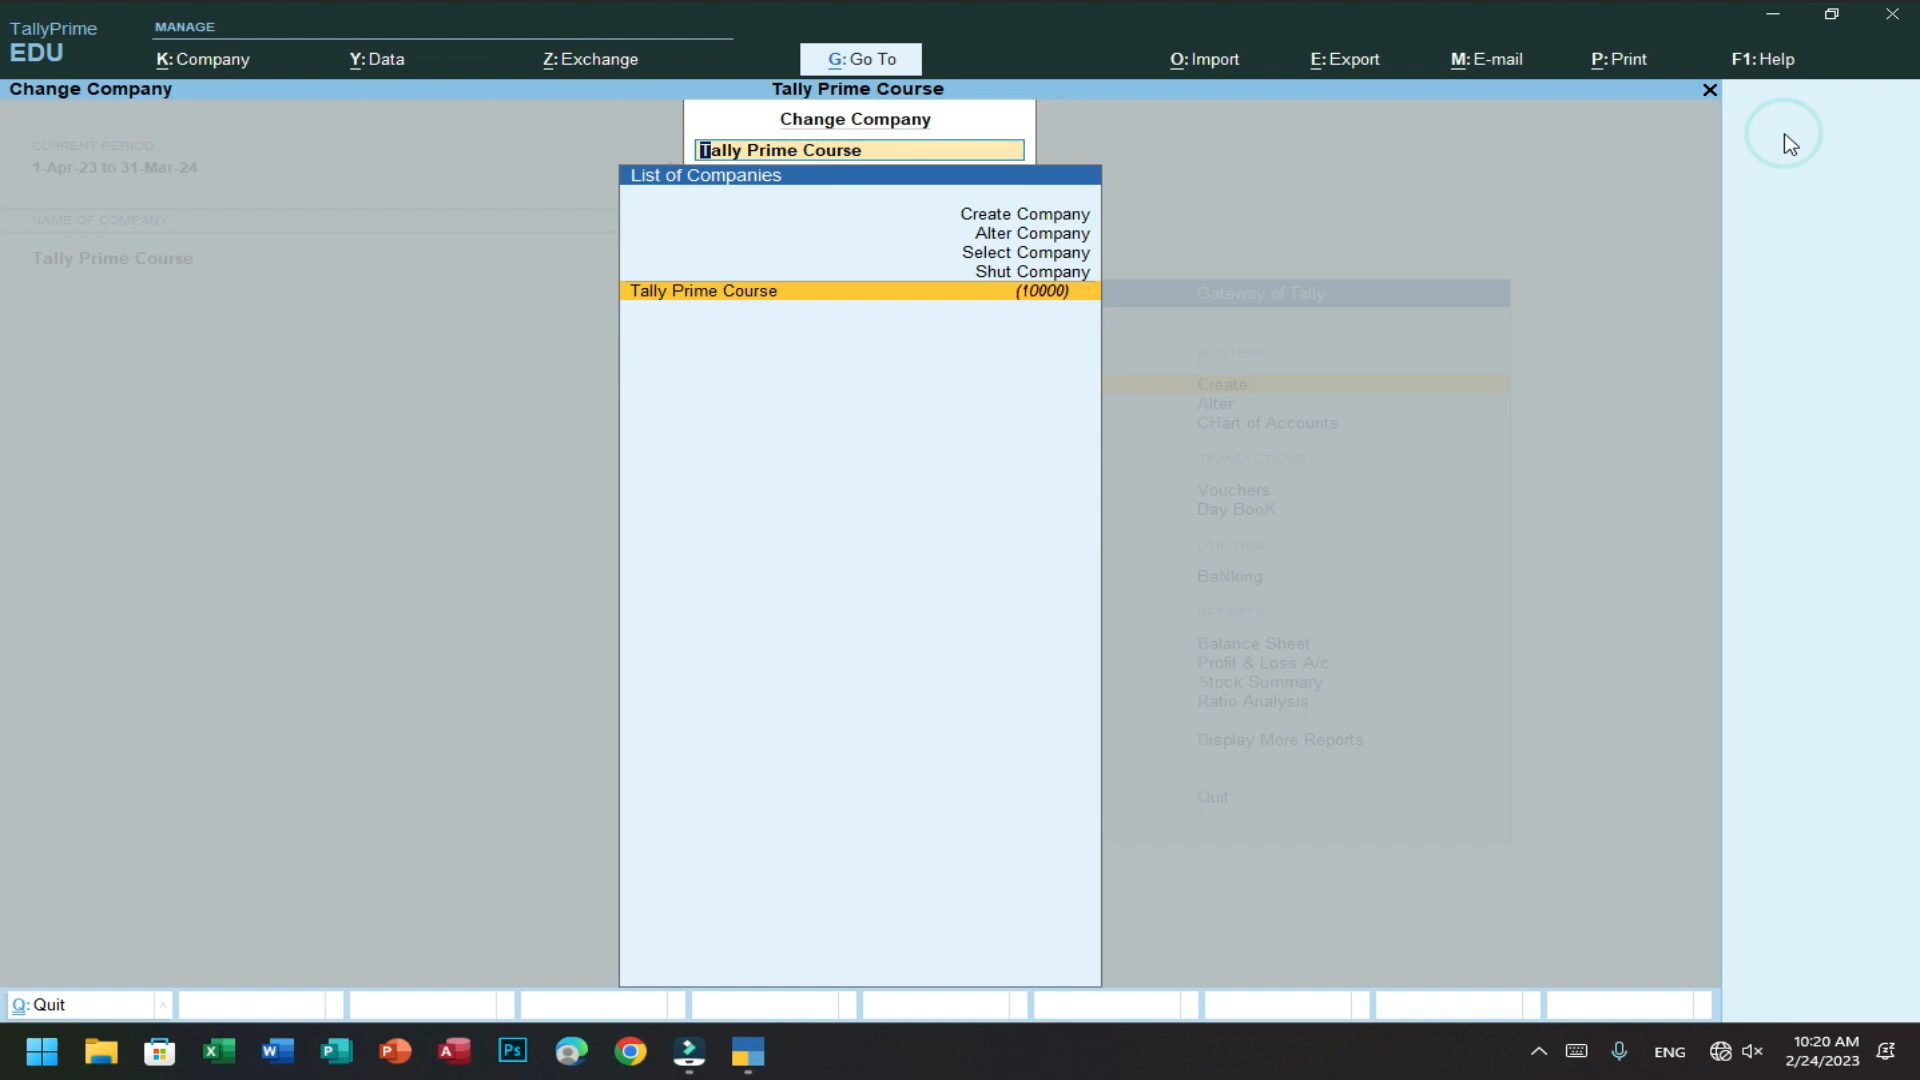 TallyPrime
EDU
MANAGE
K: Company
Y: Data
Z: Exchange
G: Go To
O: Import
E: Export
M: E-mail
P: Print
F1: Help
Change Company
Tally Prime Course
Change Company
Tally Prime Course
List of Companies
Create Company
Alter Company
Select Company
Shut Company
Tally Prime Course (10000)
CURRENT PERIOD
1-Apr-23 to 31-Mar-24
NAME OF COMPANY
Tally Prime Course
Gateway of Tally
MASTERS
Create
Alter
CHart of Accounts
TRANSACTIONS
Vouchers
Day BooK
UTILITIES
BaNking
REPORTS
Balance Sheet
Profit & Loss A/c
Stock Summary
Ratio Analysis
Display More Reports
Quit
Q: Quit
ENG
10:20 AM
2/24/2023